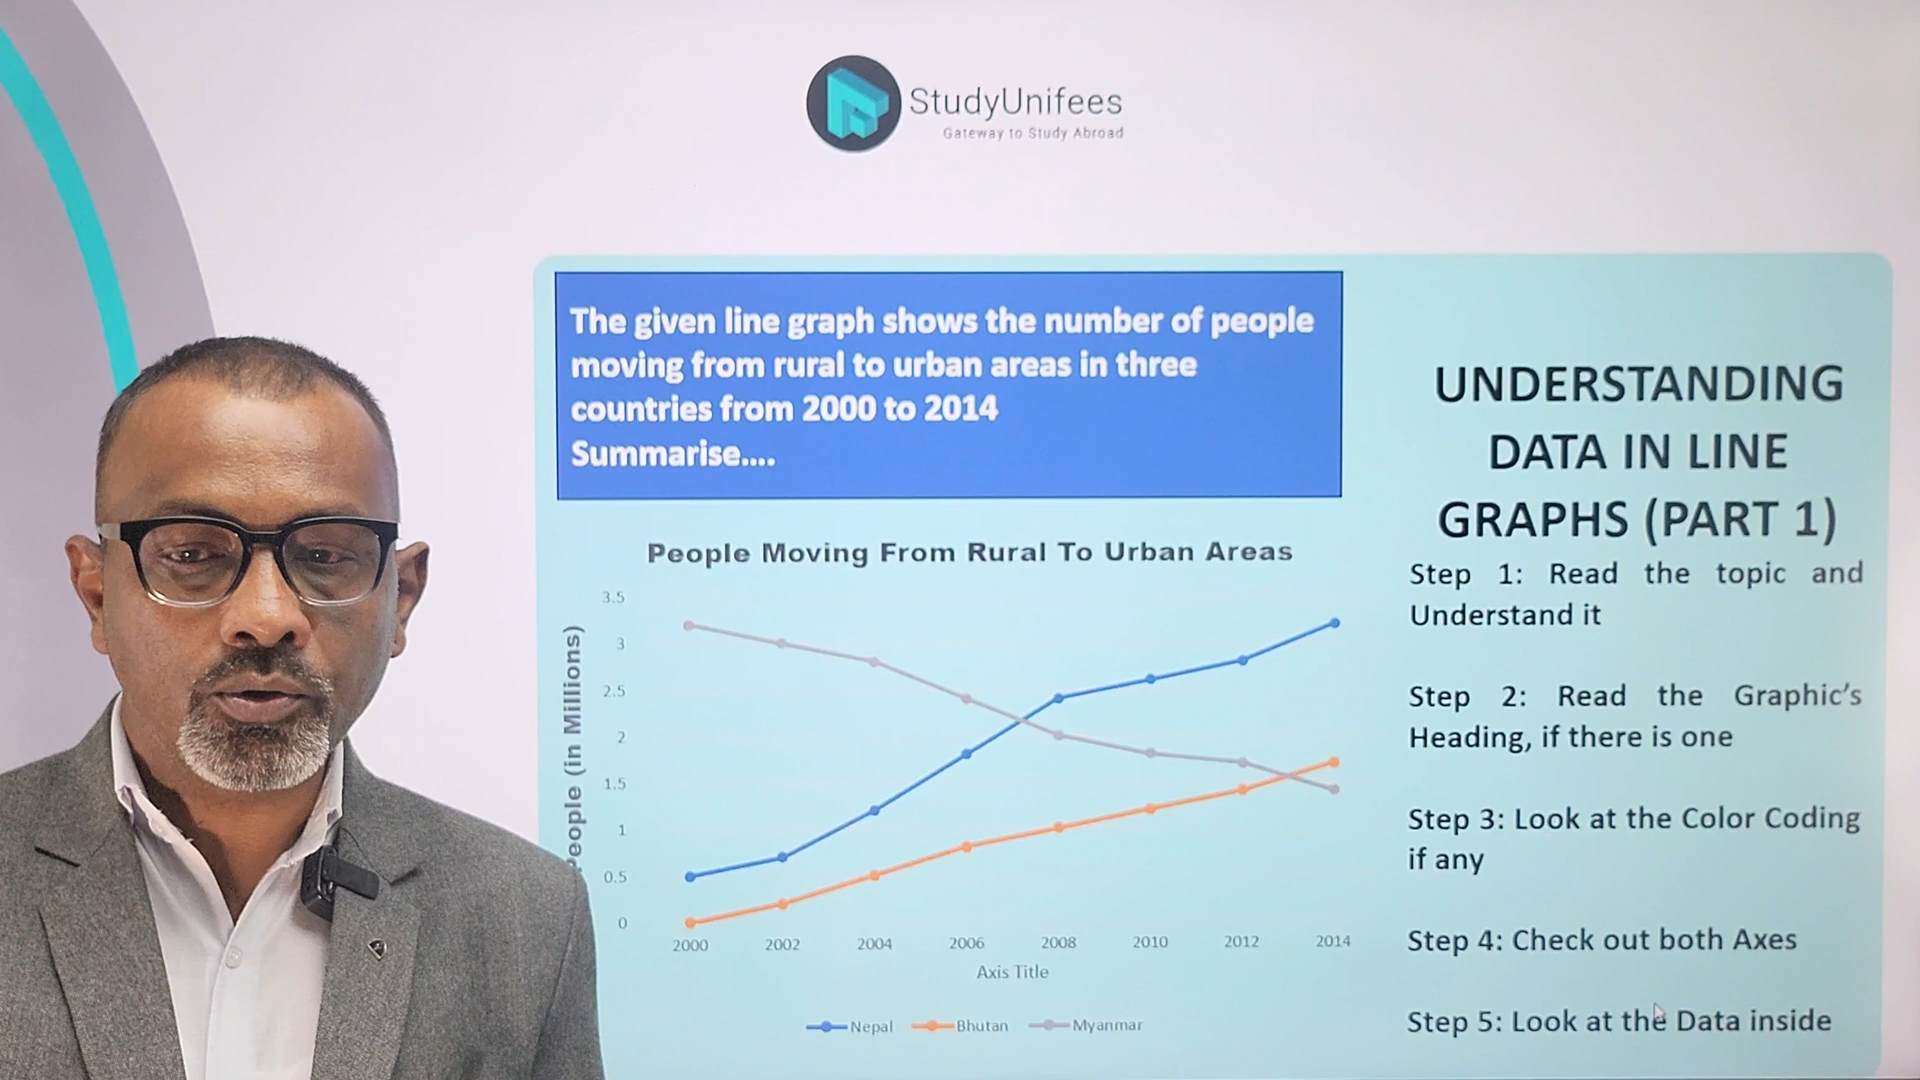 StudyUnifees
Gateway to Study Abroad
The given line graph shows the number of people
moving from rural to urban areas in three
countries from 2000 to 2014
Summarise....
UNDERSTANDING
DATA IN LINE
GRAPHS (PART 1)
Step 1: Read the topic and
Understand it
Step 2: Read the Graphic's
Heading, if there is one
Step 3: Look at the Color Coding
if any
Step 4: Check out both Axes
Step 5: Look at the Data inside
People Moving From Rural To Urban Areas
People (in Millions)
3.5
3
2.5
2
1.5
1
0.5
0
2000 2002 2004 2006 2008 2010 2012 2014
Axis Title
Nepal Bhutan Myanmar